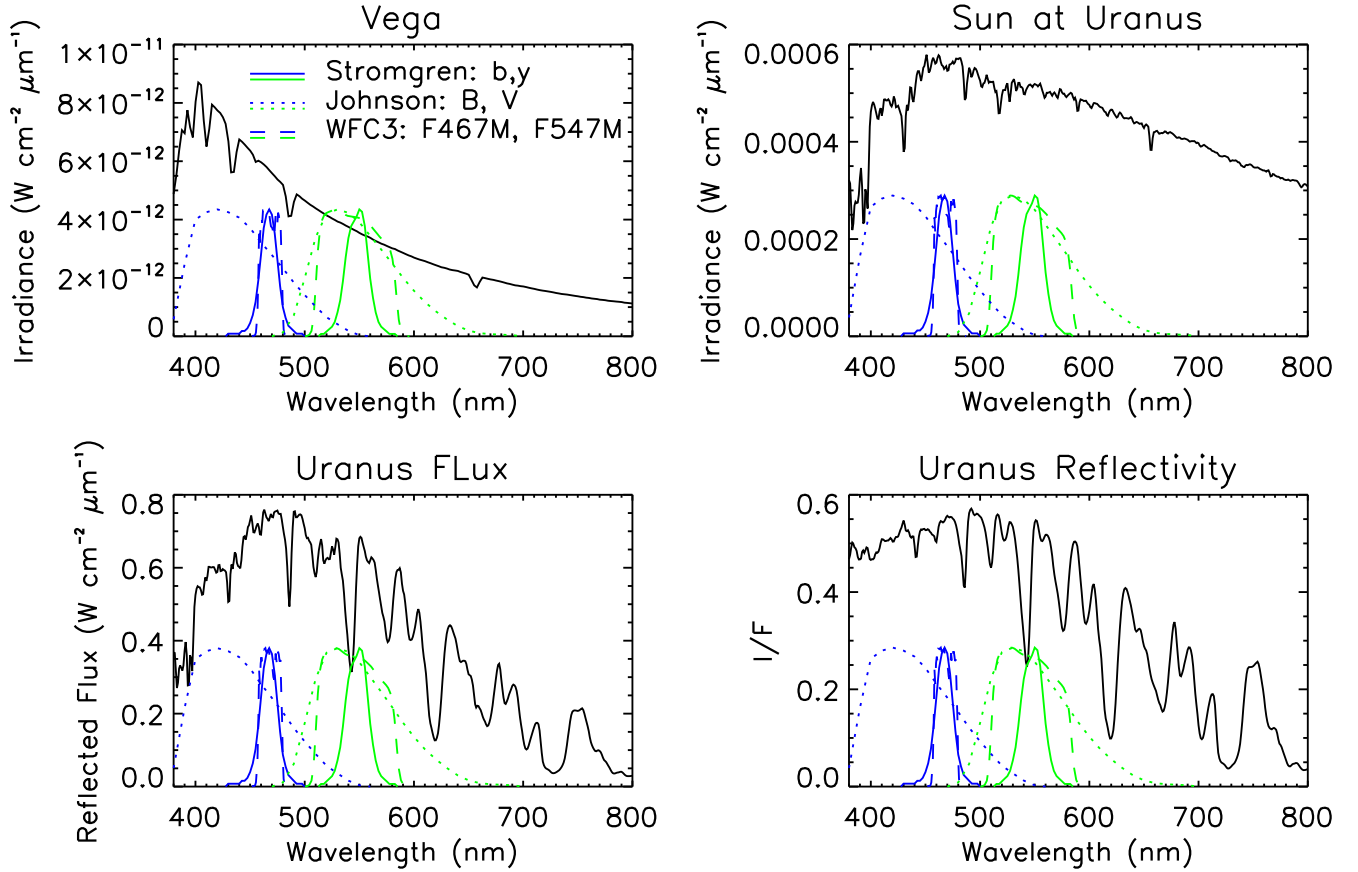 Vega
Irradiance (W cm⁻² μm⁻¹)
1×10⁻¹¹
8×10⁻¹²
6×10⁻¹²
4×10⁻¹²
2×10⁻¹²
0
Stromgren: b,y
Johnson: B, V
WFC3: F467M, F547M
400 500 600 700 800
Wavelength (nm)
Sun at Uranus
Irradiance (W cm⁻² μm⁻¹)
0.0006
0.0004
0.0002
0.0000
400 500 600 700 800
Wavelength (nm)
Uranus FLux
Reflected Flux (W cm⁻² μm⁻¹)
0.8
0.6
0.4
0.2
0.0
400 500 600 700 800
Wavelength (nm)
Uranus Reflectivity
I/F
0.6
0.4
0.2
0.0
400 500 600 700 800
Wavelength (nm)